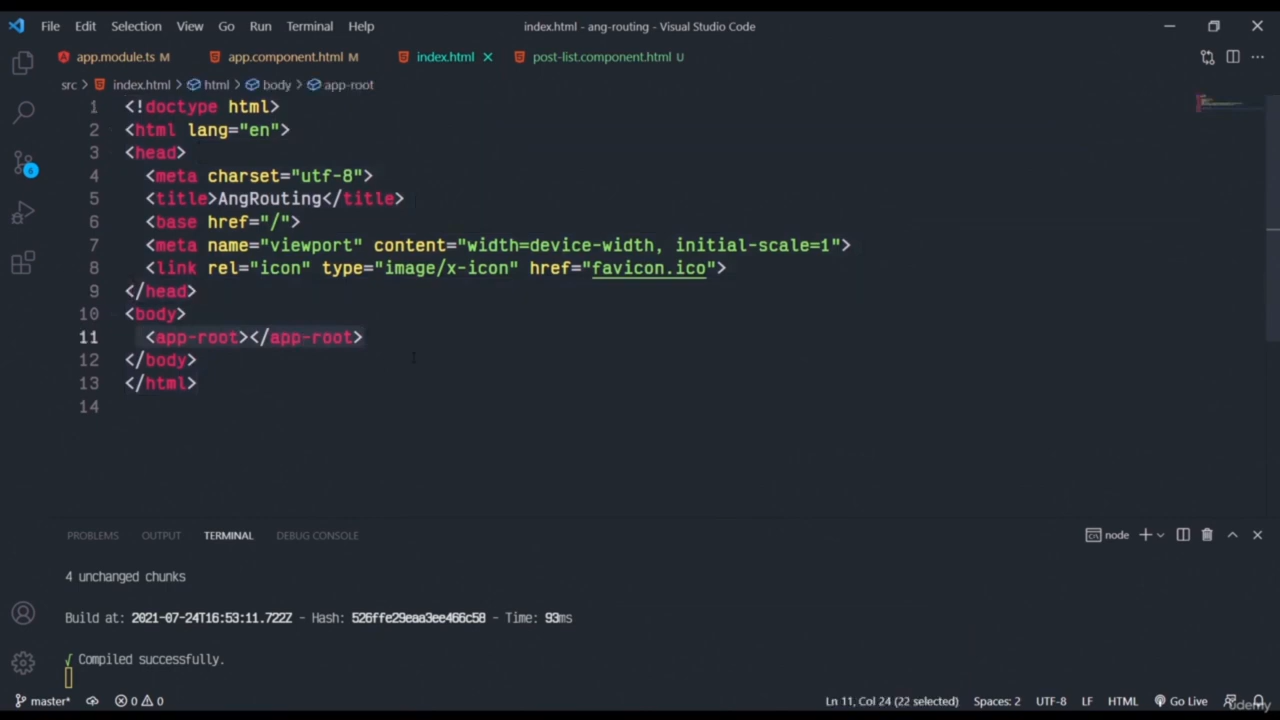 File Edit Selection View Go Run Terminal Help index.html - ang-routing - Visual Studio Code
app.module.ts M app.component.html M index.html post-list.component.html U
src > index.html > html > body > app-root
1 <!doctype html>
2 <html lang="en">
3 <head>
4 <meta charset="utf-8">
5 <title>AngRouting</title>
6 <base href="/">
7 <meta name="viewport" content="width=device-width, initial-scale=1">
8 <link rel="icon" type="image/x-icon" href="favicon.ico">
9 </head>
10 <body>
11 <app-root></app-root>
12 </body>
13 </html>
14
6
PROBLEMS OUTPUT TERMINAL DEBUG CONSOLE node
4 unchanged chunks
Build at: 2021-07-24T16:53:11.722Z - Hash: 526ffe29eaa3ee466c58 - Time: 93ms
√ Compiled successfully.
master* 0 0 Ln 11, Col 24 (22 selected) Spaces: 2 UTF-8 LF HTML Go Live
udemy